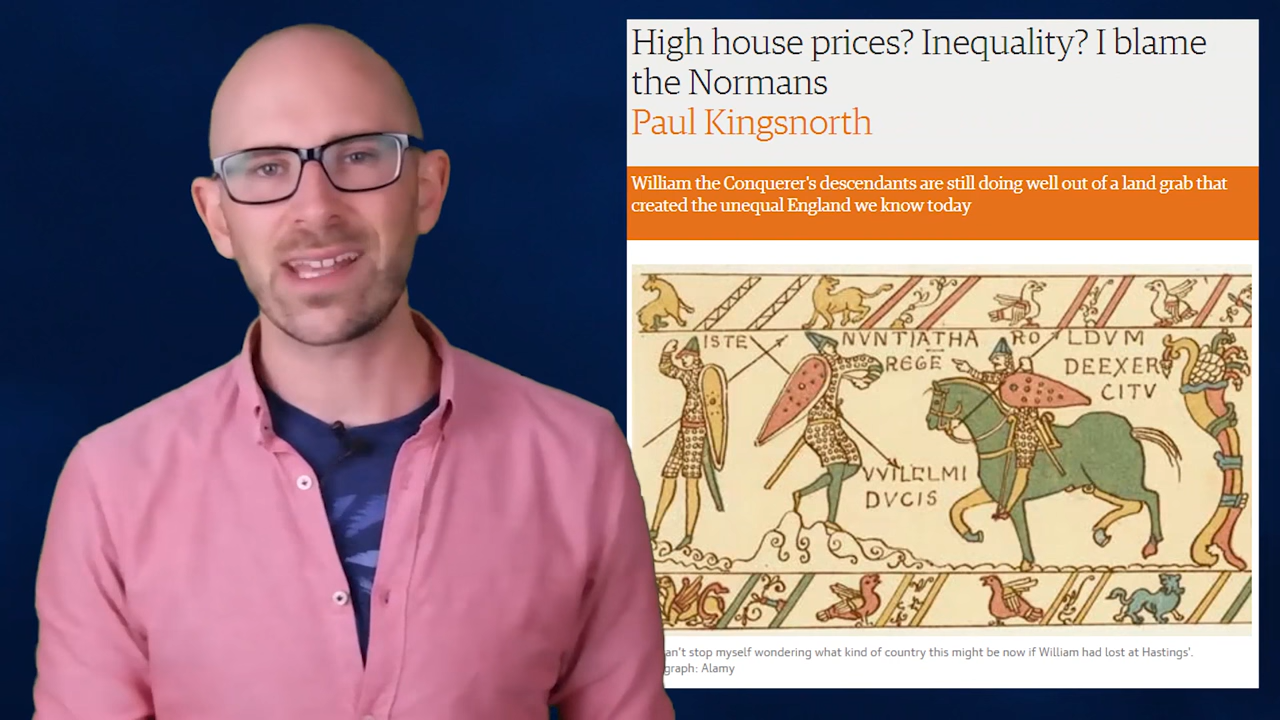 High house prices? Inequality? I blame
the Normans
Paul Kingsnorth
William the Conquerer's descendants are still doing well out of a land grab that
created the unequal England we know today
ISTE NVNTIATHA RO LDVM
REGE DEEXER
CITV
VVILELMI
DVCIS
an't stop myself wondering what kind of country this might be now if William had lost at Hastings'.
graph: Alamy